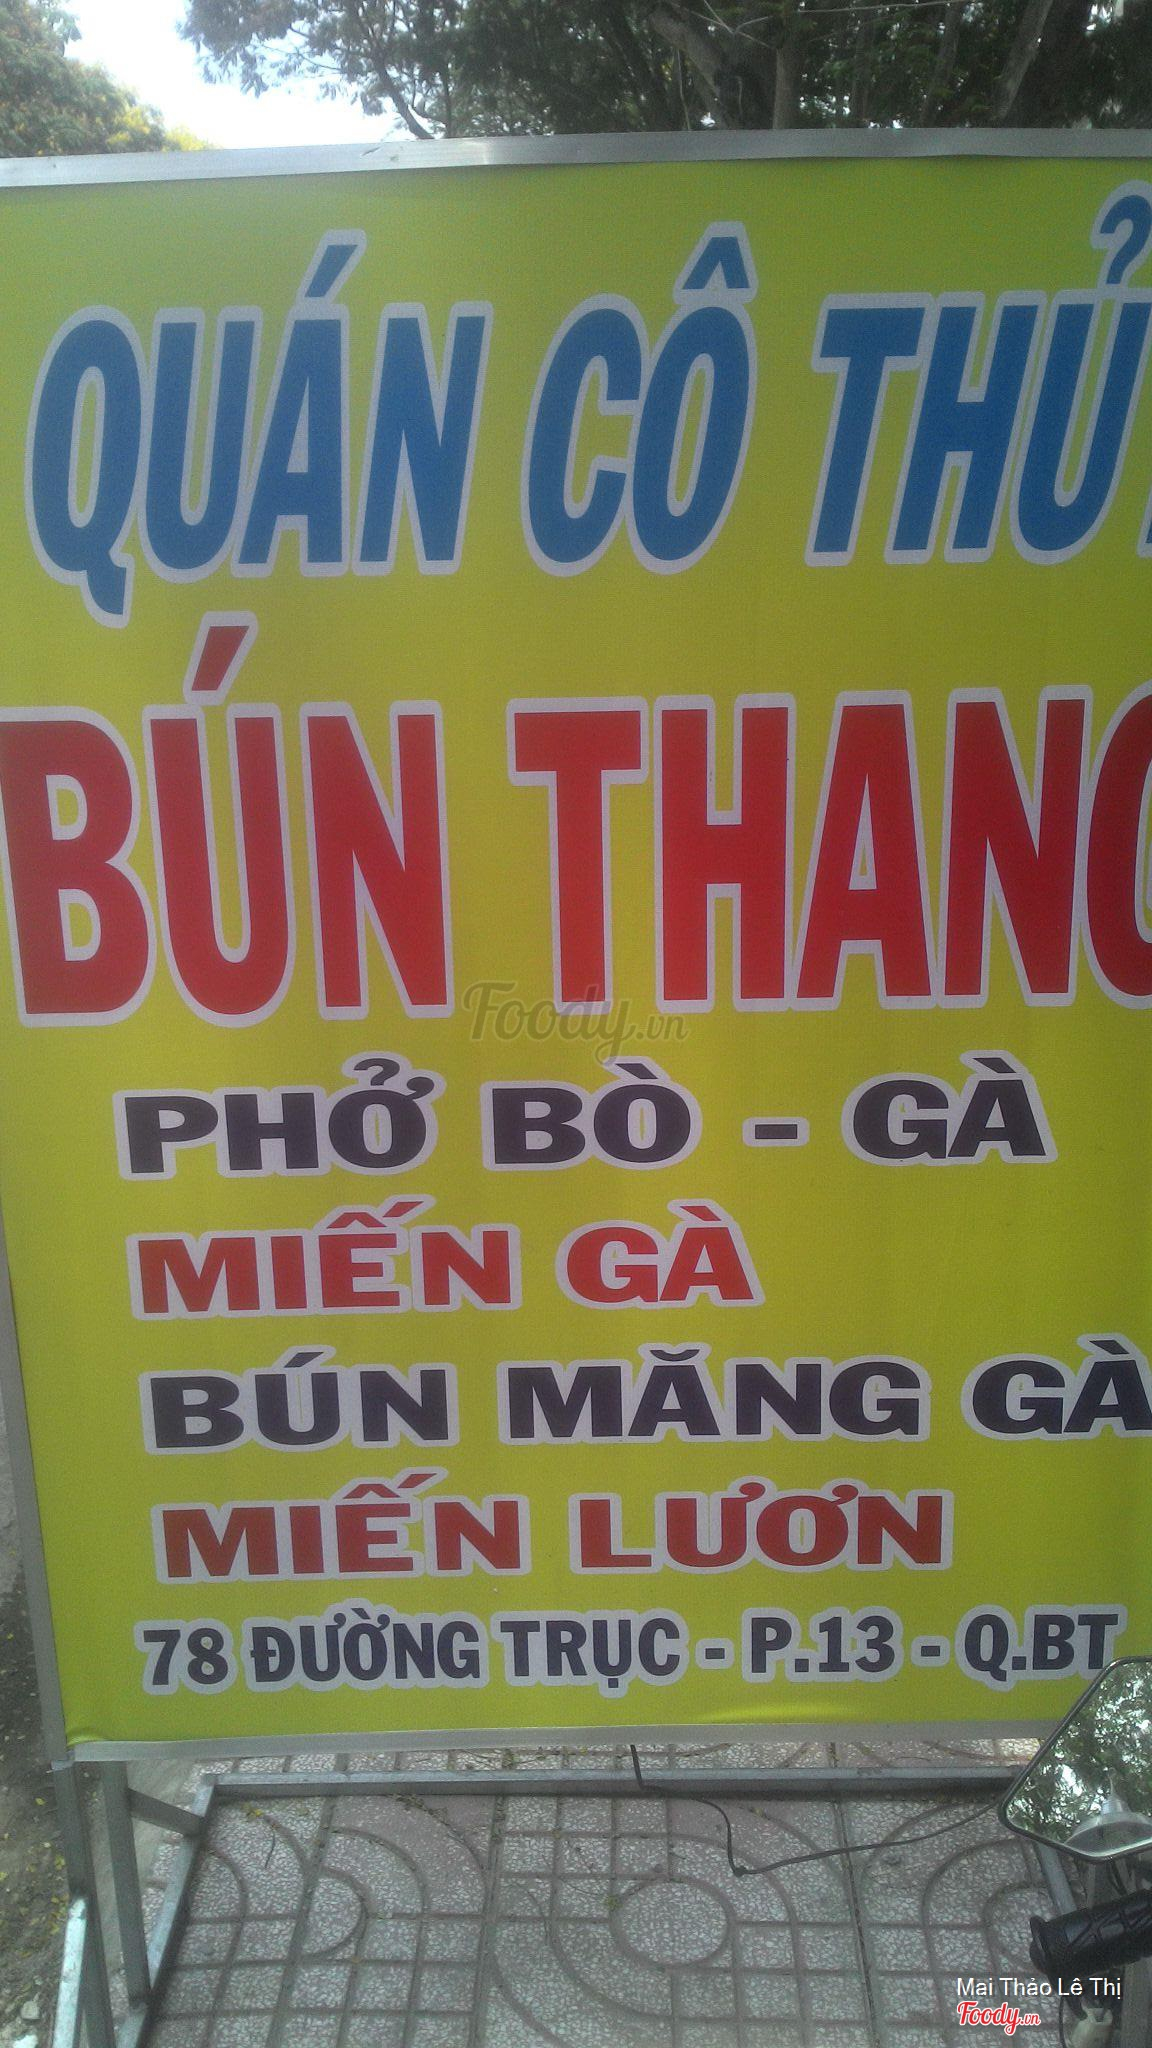 QUÁN CÔ THỦ
BÚN THANG
Foody.vn
PHỞ BÒ - GÀ
MIẾN GÀ
BÚN MĂNG GÀ
MIẾN LƯƠN
78 ĐƯỜNG TRỤC - P.13 - Q.BT
Mai Thảo Lê Thị
Foody.vn